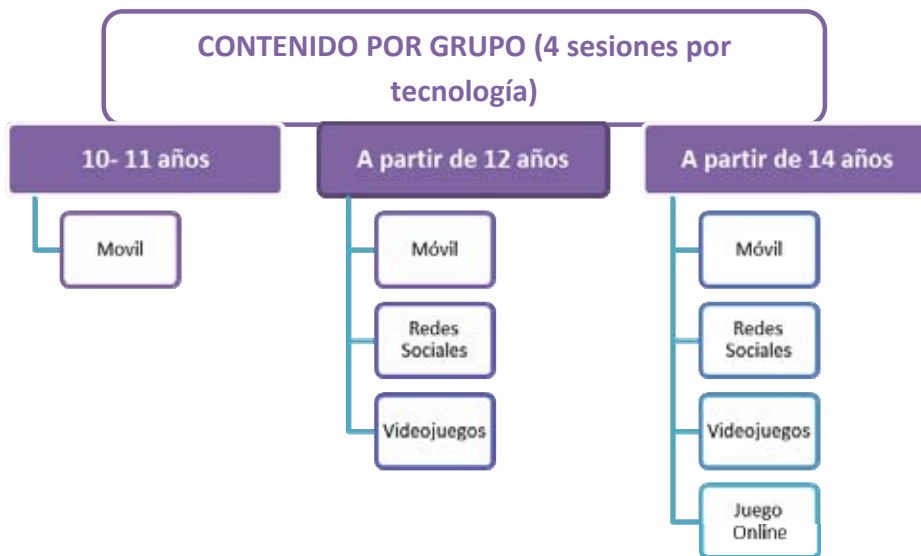 CONTENIDO POR GRUPO (4 sesiones por
tecnología)
10- 11 años
Movil
A partir de 12 años
Móvil
Redes
Sociales
Videojuegos
A partir de 14 años
Móvil
Redes
Sociales
Videojuegos
Juego
Online